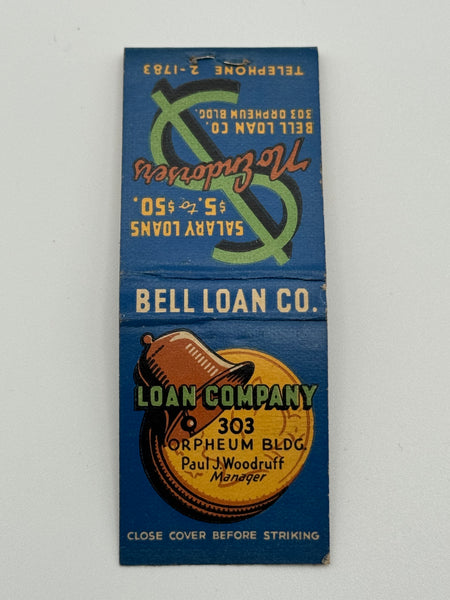 TELEPHONE 2-1783
BELL LOAN CO.
303 ORPHEUM BLDG.
No Endorsers
SALARY LOANS
$5. to $50.
BELL LOAN CO.
LOAN COMPANY
303
ORPHEUM BLDG.
Paul J. Woodruff
Manager
CLOSE COVER BEFORE STRIKING